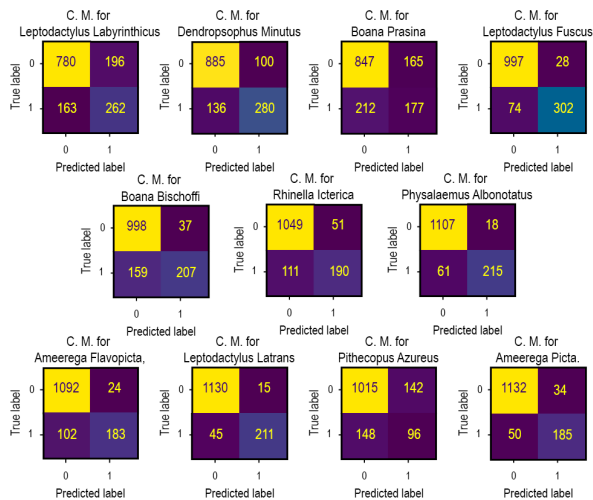 C. M. for
Leptodactylus Labyrinthicus
C. M. for
Dendropsophus Minutus
C. M. for
Boana Prasina
C. M. for
Leptodactylus Fuscus
True label
0
780
196
1
163
262
0
1
Predicted label
True label
0
885
100
1
136
280
0
1
Predicted label
True label
0
847
165
1
212
177
0
1
Predicted label
True label
0
997
28
1
74
302
0
1
Predicted label
C. M. for
Boana Bischoffi
C. M. for
Rhinella Icterica
C. M. for
Physalaemus Albonotatus
True label
0
998
37
1
159
207
0
1
Predicted label
True label
0
1049
51
1
111
190
0
1
Predicted label
True label
0
1107
18
1
61
215
0
1
Predicted label
C. M. for
Ameerega Flavopicta,
C. M. for
Leptodactylus Latrans
C. M. for
Pithecopus Azureus
C. M. for
Ameerega Picta.
True label
0
1092
24
1
102
183
0
1
Predicted label
True label
0
1130
15
1
45
211
0
1
Predicted label
True label
0
1015
142
1
148
96
0
1
Predicted label
True label
0
1132
34
1
50
185
0
1
Predicted label